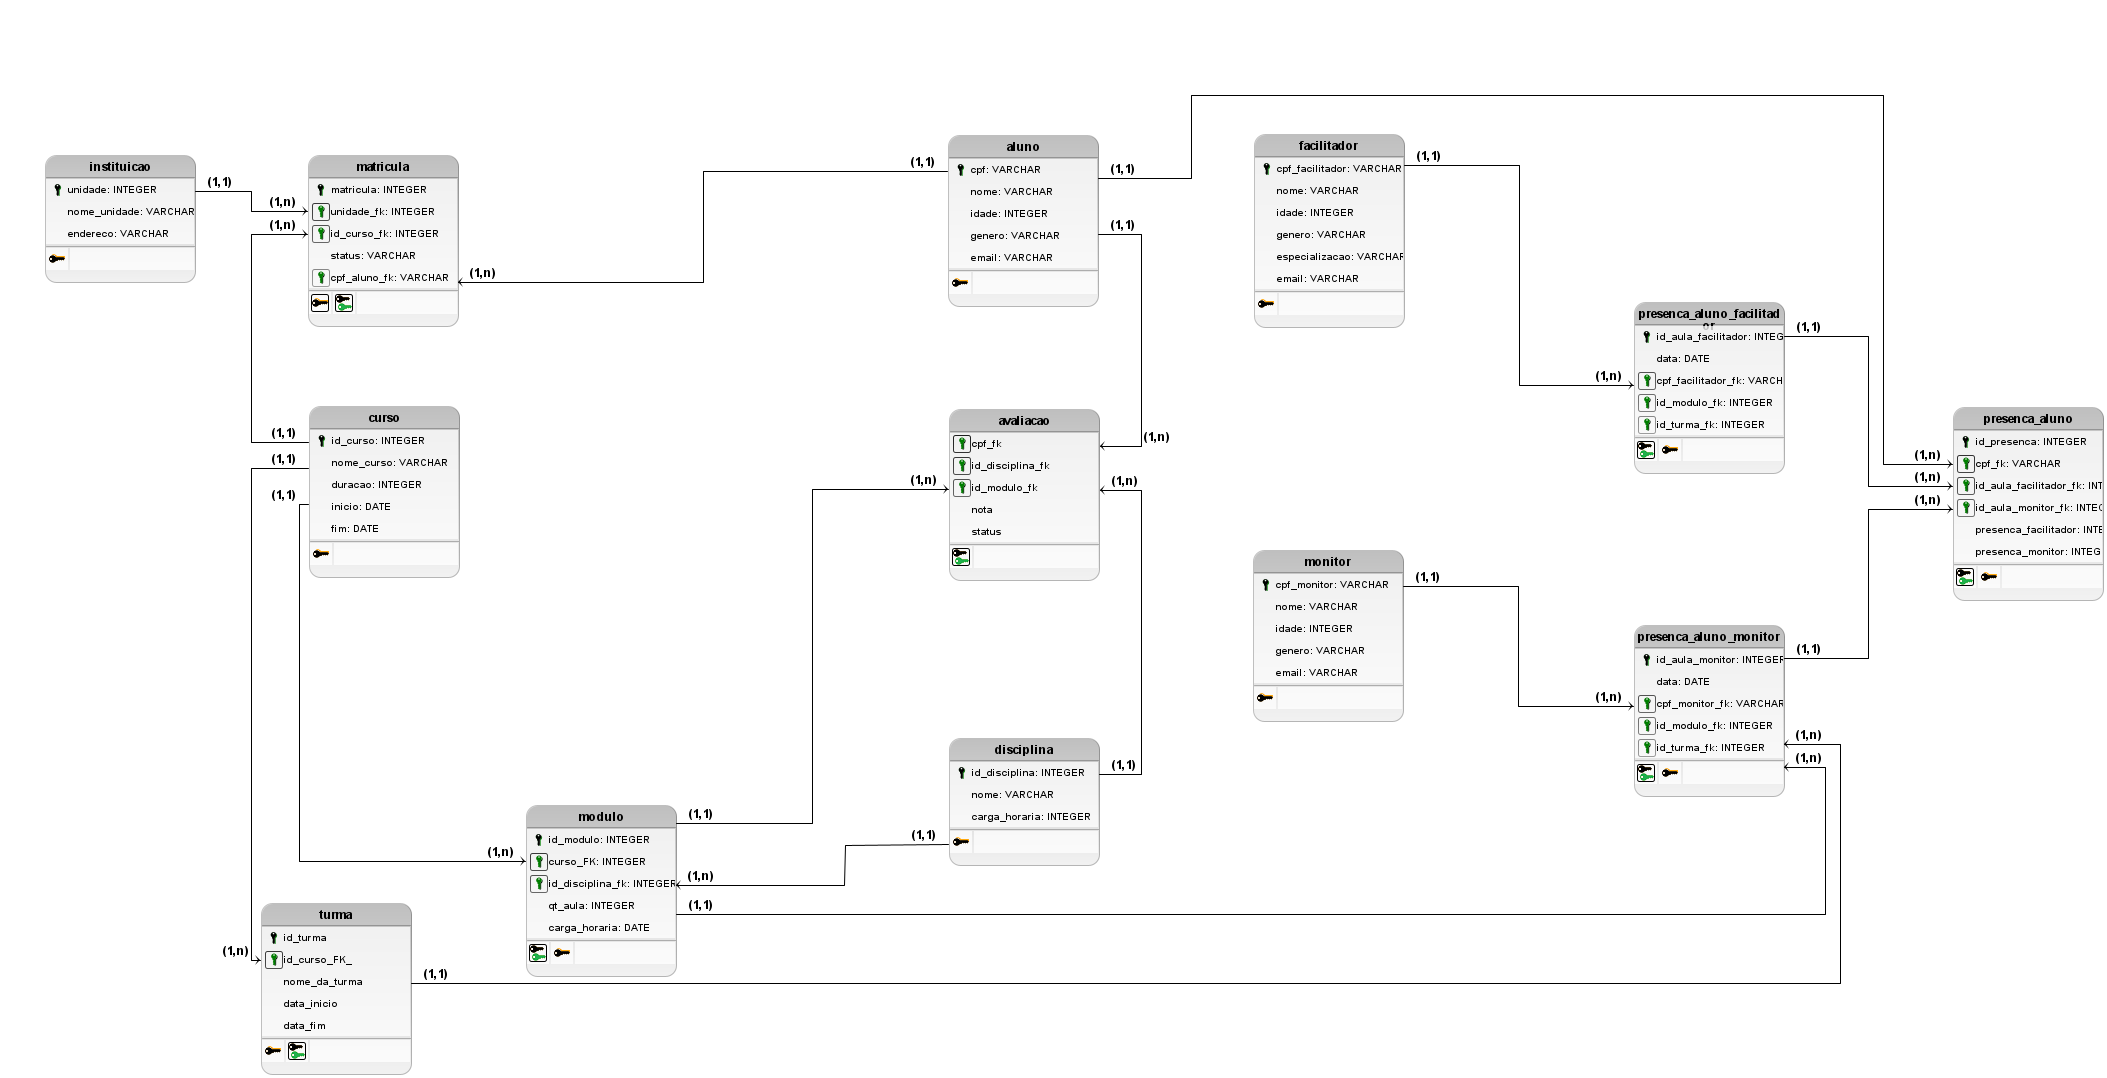 instituicao
unidade: INTEGER
nome_unidade: VARCHAR
endereco: VARCHAR
(1,1)
(1,n)
(1,n)
matricula
matricula: INTEGER
unidade_fk: INTEGER
id_curso_fk: INTEGER
status: VARCHAR
cpf_aluno_fk: VARCHAR
(1,n)
(1,1)
aluno
cpf: VARCHAR
nome: VARCHAR
idade: INTEGER
genero: VARCHAR
email: VARCHAR
(1,1)
(1,1)
facilitador
cpf_facilitador: VARCHAR
nome: VARCHAR
idade: INTEGER
genero: VARCHAR
especializacao: VARCHAR
email: VARCHAR
(1,1)
(1,n)
presenca_aluno_facilitad
or
id_aula_facilitador: INTEG
data: DATE
cpf_facilitador_fk: VARCH
id_modulo_fk: INTEGER
id_turma_fk: INTEGER
(1,1)
(1,n)
(1,n)
(1,n)
presenca_aluno
id_presenca: INTEGER
cpf_fk: VARCHAR
id_aula_facilitador_fk: INT
id_aula_monitor_fk: INTEG
presenca_facilitador: INTE
presenca_monitor: INTEG
(1,1)
(1,1)
(1,1)
curso
id_curso: INTEGER
nome_curso: VARCHAR
duracao: INTEGER
inicio: DATE
fim: DATE
(1,n)
avaliacao
cpf_fk
id_disciplina_fk
id_modulo_fk
nota
status
(1,n)
(1,n)
monitor
cpf_monitor: VARCHAR
nome: VARCHAR
idade: INTEGER
genero: VARCHAR
email: VARCHAR
(1,1)
(1,n)
presenca_aluno_monitor
id_aula_monitor: INTEGER
data: DATE
cpf_monitor_fk: VARCHAR
id_modulo_fk: INTEGER
id_turma_fk: INTEGER
(1,1)
(1,n)
(1,n)
disciplina
id_disciplina: INTEGER
nome: VARCHAR
carga_horaria: INTEGER
(1,1)
(1,1)
(1,n)
modulo
id_modulo: INTEGER
curso_FK: INTEGER
id_disciplina_fk: INTEGER
qt_aula: INTEGER
carga_horaria: DATE
(1,1)
(1,n)
(1,1)
(1,n)
turma
id_turma
id_curso_FK_
nome_da_turma
data_inicio
data_fim
(1,1)